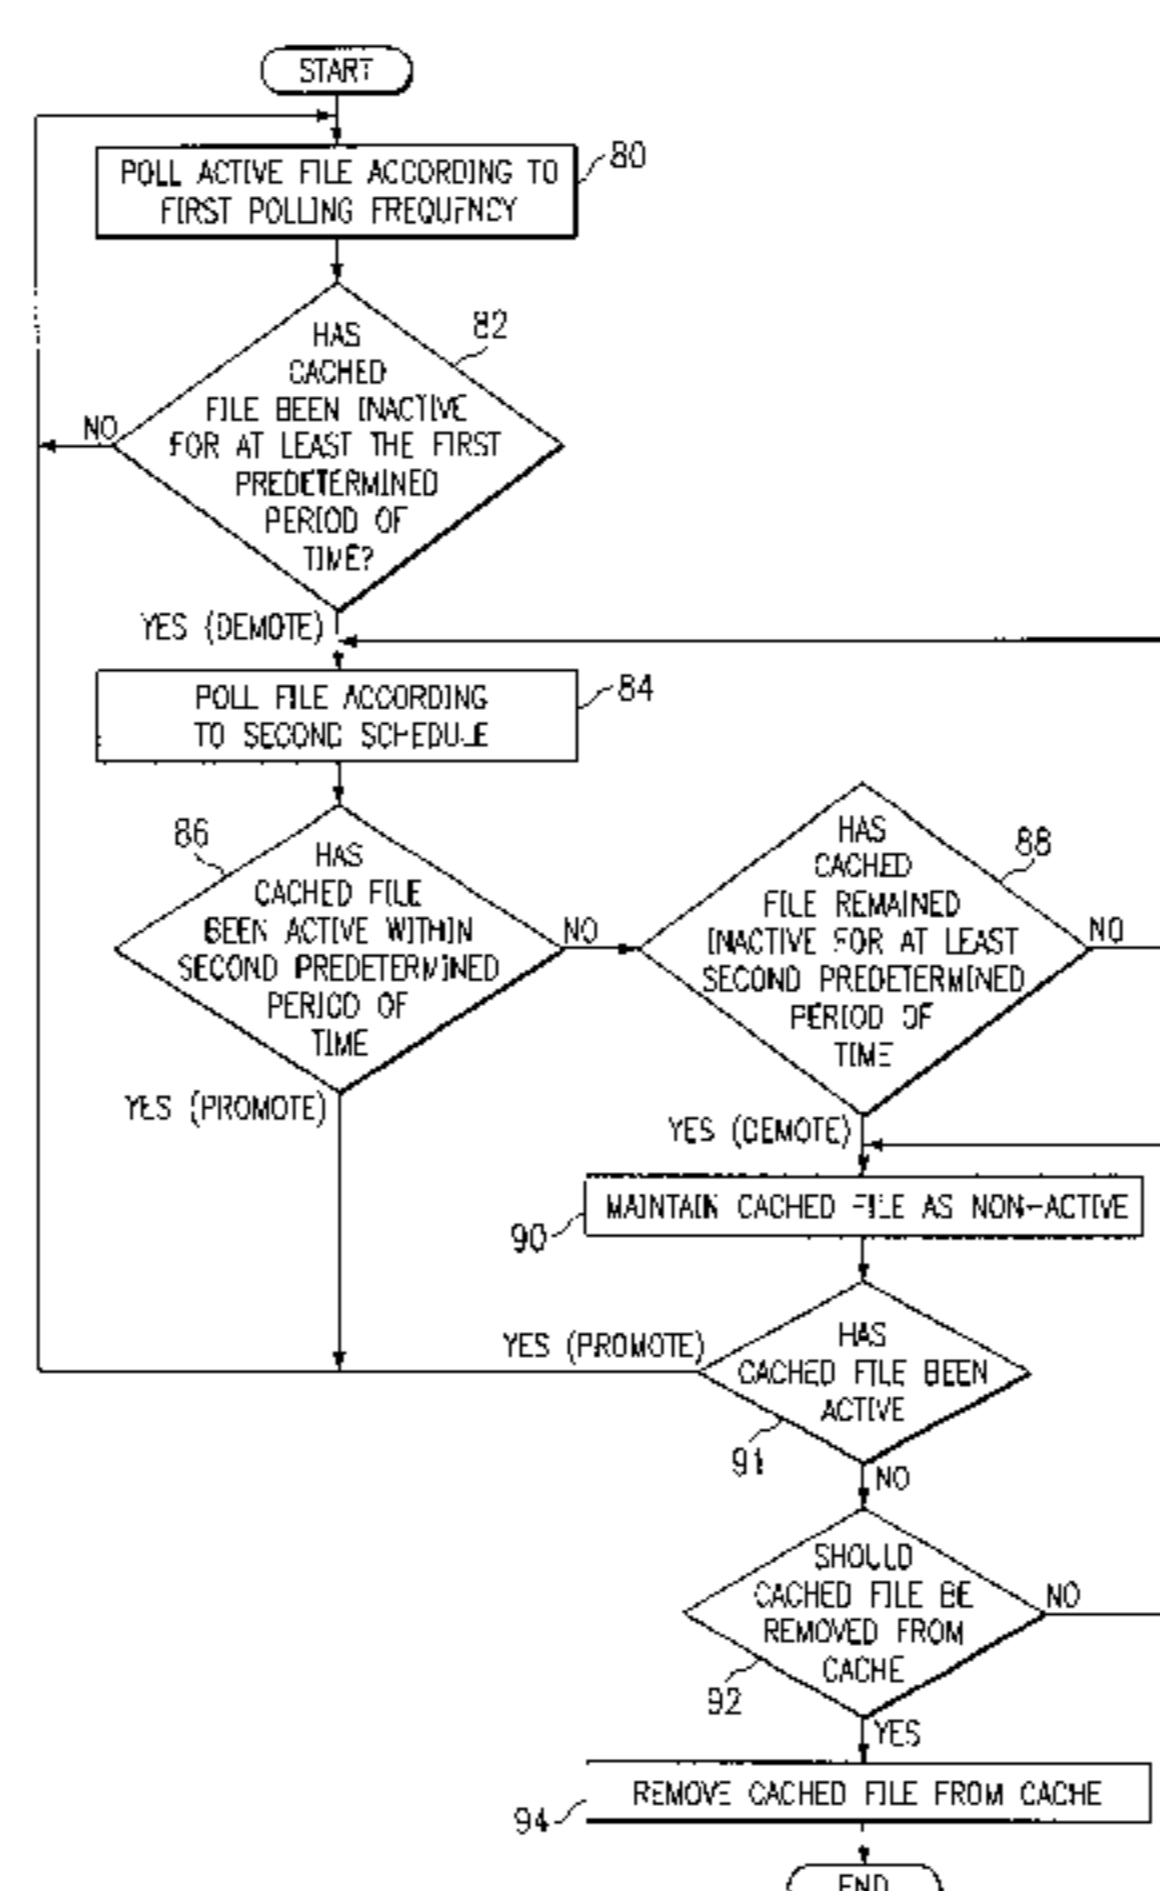 START
POLL ACTIVE FILE ACCORDING TO
FIRST POLLING FREQUENCY
80
HAS
CACHED
FILE BEEN INACTIVE
FOR AT LEAST THE FIRST
PREDETERMINED
PERIOD OF
TIME?
82
NO
YES (DEMOTE)
POLL FILE ACCORDING
TO SECOND SCHEDULE
84
86
HAS
CACHED FILE
BEEN ACTIVE WITHIN
SECOND PREDETERMINED
PERIOD OF
TIME
NO
YES (PROMOTE)
HAS
CACHED
FILE REMAINED
INACTIVE FOR AT LEAST
SECOND PREDETERMINED
PERIOD OF
TIME
88
NO
YES (DEMOTE)
MAINTAIN CACHED FILE AS NON-ACTIVE
90
YES (PROMOTE)
HAS
CACHED FILE BEEN
ACTIVE
91
NO
SHOULD
CACHED FILE BE
REMOVED FROM
CACHE
NO
92
YES
REMOVE CACHED FILE FROM CACHE
94
END